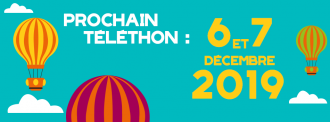 PROCHAIN
TÉLÉTHON :
6 ET 7
DÉCEMBRE
2019